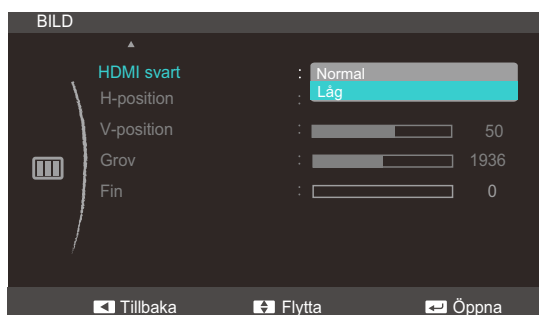 BILD
HDMI svart : Normal
Låg
H-position :
V-position : 50
Grov : 1936
Fin : 0
Tillbaka Flytta Öppna